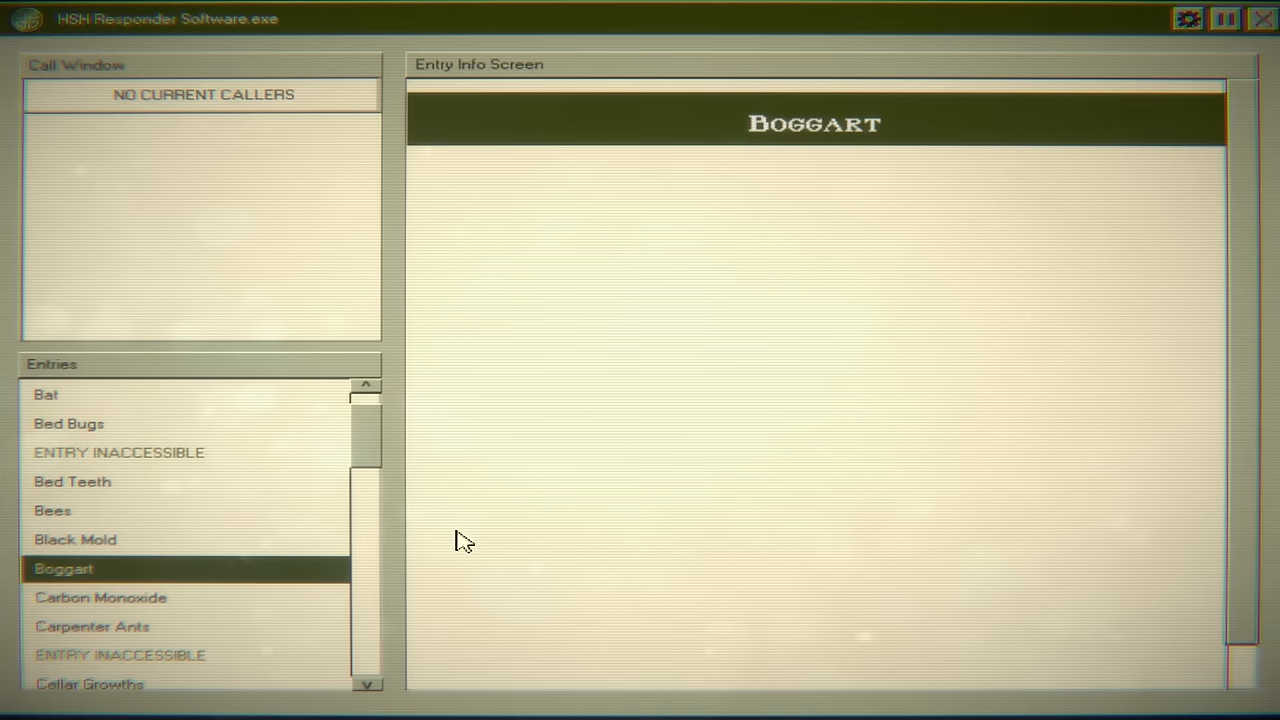 HSH Responder Software.exe
Call Window
NO CURRENT CALLERS
Entry Info Screen
BOGGART
Entries
Bat
Bed Bugs
ENTRY INACCESSIBLE
Bed Teeth
Bees
Black Mold
Boggart
Carbon Monoxide
Carpenter Ants
ENTRY INACCESSIBLE
Cellar Growths